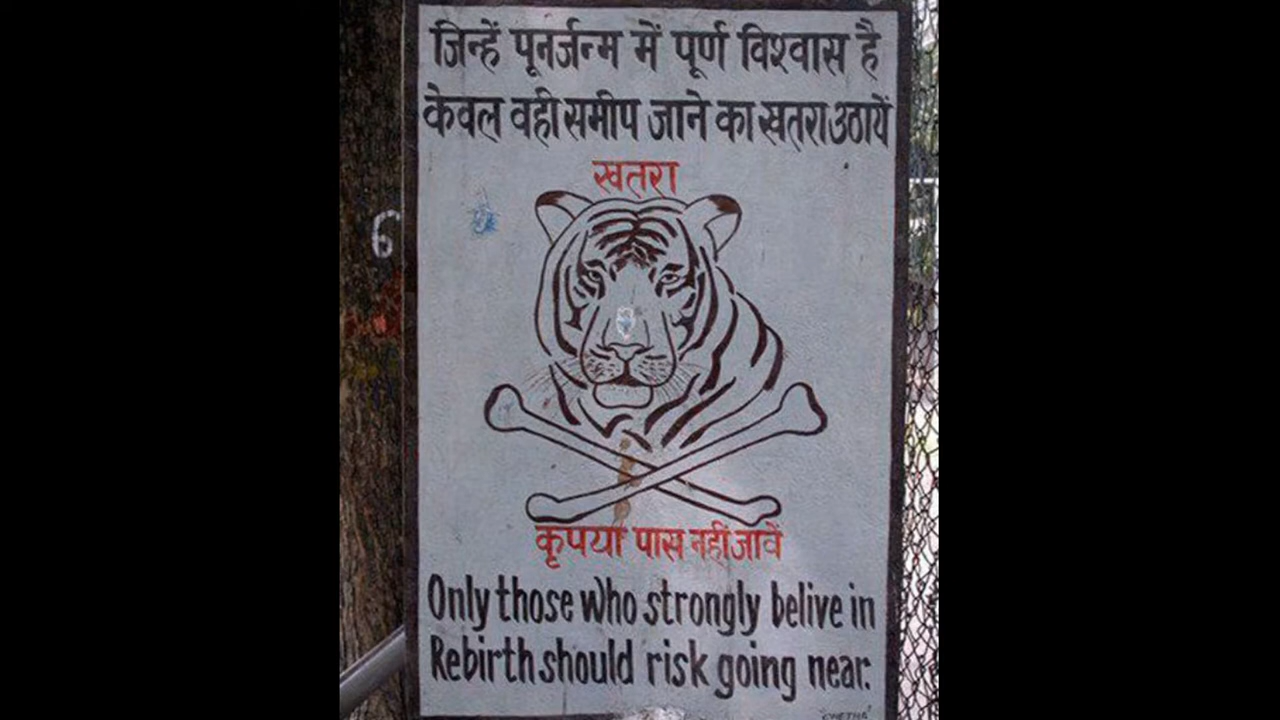 जिन्हें पूनर्जन्म में पूर्ण विश्वास है
केवल वही समीप जाने का खतरा उठायें
खतरा
6
कृपया पास नहीं जावें
Only those who strongly belive in
Rebirth should risk going near.